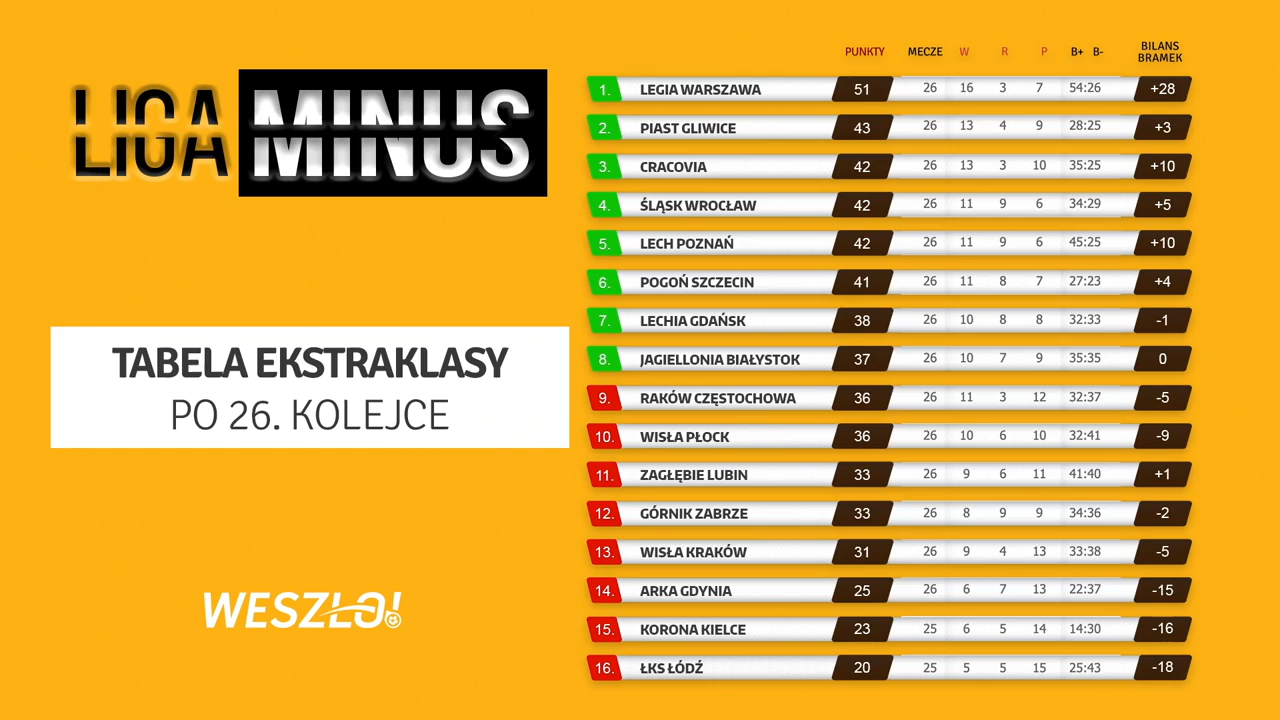 LIGA MINUS
TABELA EKSTRAKLASY
PO 26. KOLEJCE
WESZŁO!
PUNKTY MECZE W R P B+ B- BILANS BRAMEK
1. LEGIA WARSZAWA 51 26 16 3 7 54:26 +28
2. PIAST GLIWICE 43 26 13 4 9 28:25 +3
3. CRACOVIA 42 26 13 3 10 35:25 +10
4. ŚLĄSK WROCŁAW 42 26 11 9 6 34:29 +5
5. LECH POZNAŃ 42 26 11 9 6 45:25 +10
6. POGOŃ SZCZECIN 41 26 11 8 7 27:23 +4
7. LECHIA GDAŃSK 38 26 10 8 8 32:33 -1
8. JAGIELLONIA BIAŁYSTOK 37 26 10 7 9 35:35 0
9. RAKÓW CZĘSTOCHOWA 36 26 11 3 12 32:37 -5
10. WISŁA PŁOCK 36 26 10 6 10 32:41 -9
11. ZAGŁĘBIE LUBIN 33 26 9 6 11 41:40 +1
12. GÓRNIK ZABRZE 33 26 8 9 9 34:36 -2
13. WISŁA KRAKÓW 31 26 9 4 13 33:38 -5
14. ARKA GDYNIA 25 26 6 7 13 22:37 -15
15. KORONA KIELCE 23 25 6 5 14 14:30 -16
16. ŁKS ŁÓDŹ 20 25 5 5 15 25:43 -18